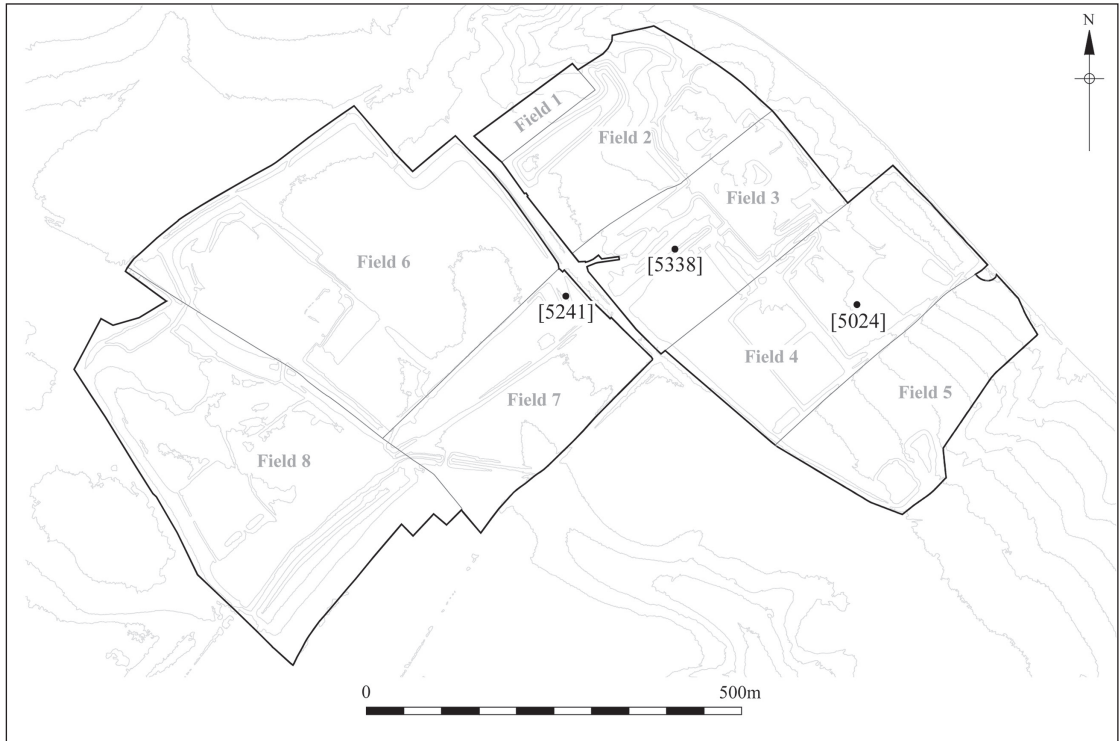 N
Field 1
Field 2
Field 3
[5338]
Field 6
[5241]
[5024]
Field 4
Field 7
Field 5
Field 8
0
500m